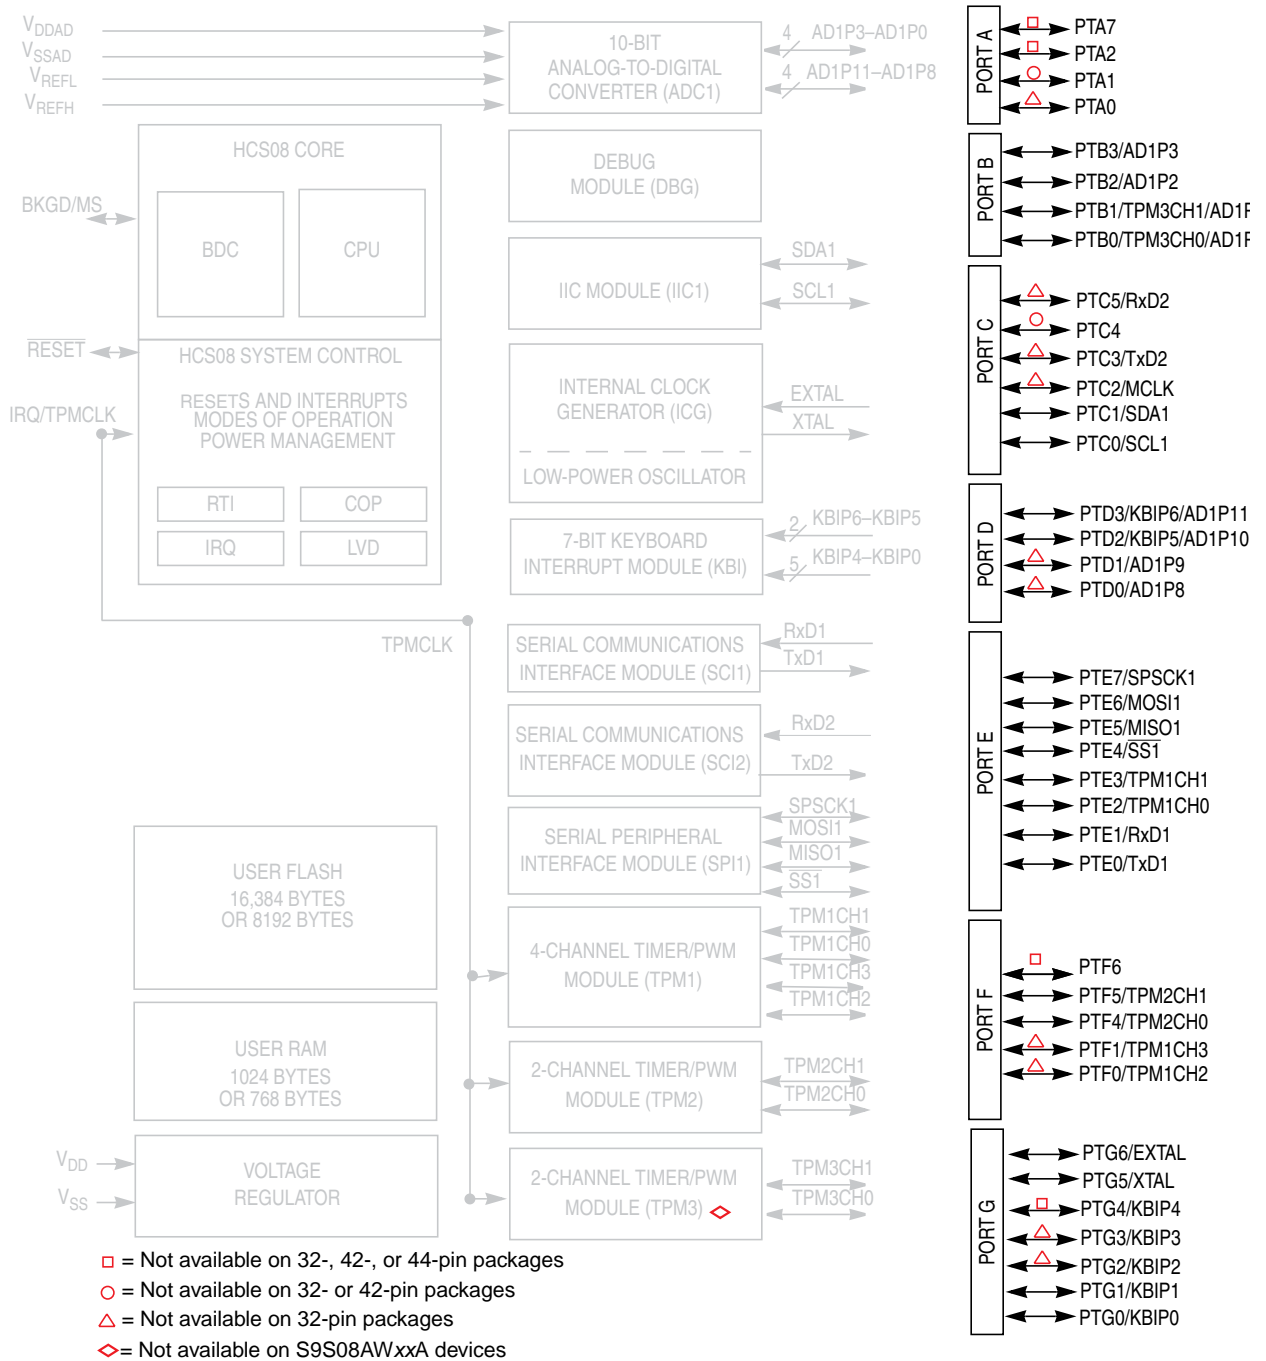 VDDAD
VSSAD
VREFL
VREFH
10-BIT
ANALOG-TO-DIGITAL
CONVERTER (ADC1)
4 AD1P3–AD1P0
4 AD1P11–AD1P8
HCS08 CORE
BDC
CPU
BKGD/MS
DEBUG
MODULE (DBG)
IIC MODULE (IIC1)
SDA1
SCL1
RESET
HCS08 SYSTEM CONTROL
RESETS AND INTERRUPTS
MODES OF OPERATION
POWER MANAGEMENT
IRQ/TPMCLK
RTI
COP
IRQ
LVD
INTERNAL CLOCK
GENERATOR (ICG)
LOW-POWER OSCILLATOR
EXTAL
XTAL
7-BIT KEYBOARD
INTERRUPT MODULE (KBI)
2 KBIP6–KBIP5
5 KBIP4–KBIP0
TPMCLK
SERIAL COMMUNICATIONS
INTERFACE MODULE (SCI1)
RxD1
TxD1
SERIAL COMMUNICATIONS
INTERFACE MODULE (SCI2)
RxD2
TxD2
SERIAL PERIPHERAL
INTERFACE MODULE (SPI1)
SPSCK1
MOSI1
MISO1
SS1
USER FLASH
16,384 BYTES
OR 8192 BYTES
4-CHANNEL TIMER/PWM
MODULE (TPM1)
TPM1CH1
TPM1CH0
TPM1CH3
TPM1CH2
USER RAM
1024 BYTES
OR 768 BYTES
2-CHANNEL TIMER/PWM
MODULE (TPM2)
TPM2CH1
TPM2CH0
VDD
VSS
VOLTAGE
REGULATOR
2-CHANNEL TIMER/PWM
MODULE (TPM3)
TPM3CH1
TPM3CH0
PORT A
PTA7
PTA2
PTA1
PTA0
PORT B
PTB3/AD1P3
PTB2/AD1P2
PTB1/TPM3CH1/AD1P
PTB0/TPM3CH0/AD1P
PORT C
PTC5/RxD2
PTC4
PTC3/TxD2
PTC2/MCLK
PTC1/SDA1
PTC0/SCL1
PORT D
PTD3/KBIP6/AD1P11
PTD2/KBIP5/AD1P10
PTD1/AD1P9
PTD0/AD1P8
PORT E
PTE7/SPSCK1
PTE6/MOSI1
PTE5/MISO1
PTE4/SS1
PTE3/TPM1CH1
PTE2/TPM1CH0
PTE1/RxD1
PTE0/TxD1
PORT F
PTF6
PTF5/TPM2CH1
PTF4/TPM2CH0
PTF1/TPM1CH3
PTF0/TPM1CH2
PORT G
PTG6/EXTAL
PTG5/XTAL
PTG4/KBIP4
PTG3/KBIP3
PTG2/KBIP2
PTG1/KBIP1
PTG0/KBIP0
□ = Not available on 32-, 42-, or 44-pin packages
○ = Not available on 32- or 42-pin packages
△ = Not available on 32-pin packages
◇ = Not available on S9S08AWxxA devices